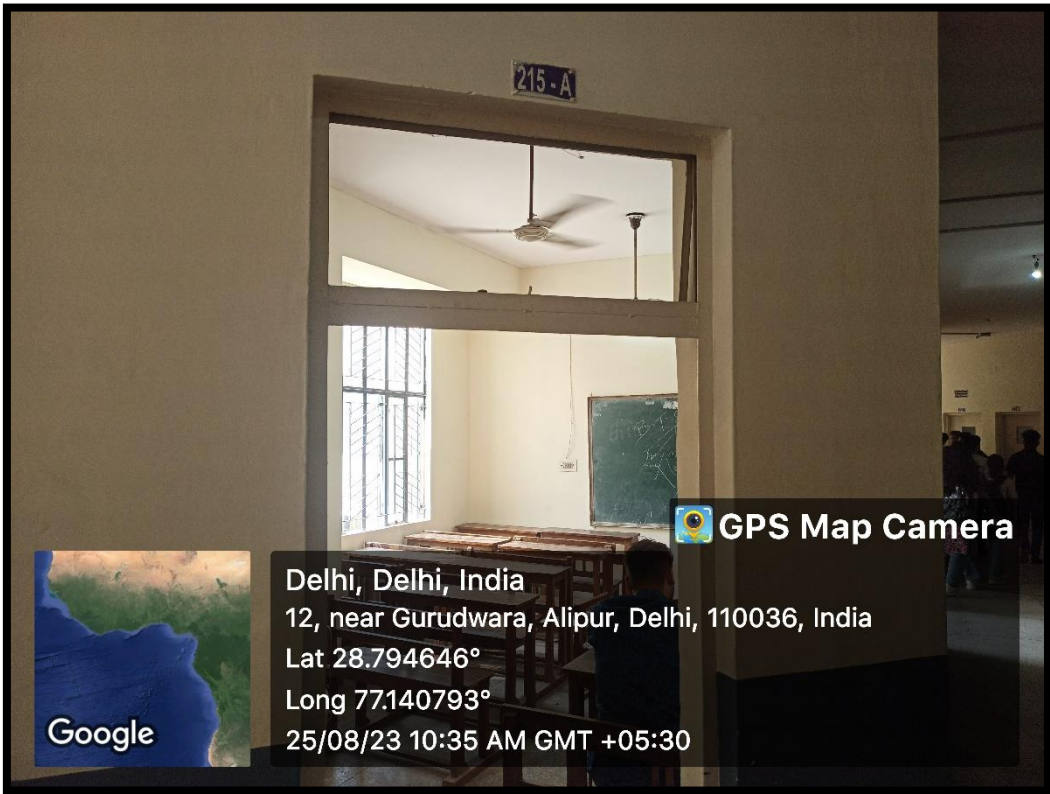 215 - A
GPS Map Camera
Delhi, Delhi, India
12, near Gurudwara, Alipur, Delhi, 110036, India
Lat 28.794646°
Long 77.140793°
25/08/23 10:35 AM GMT +05:30
Google